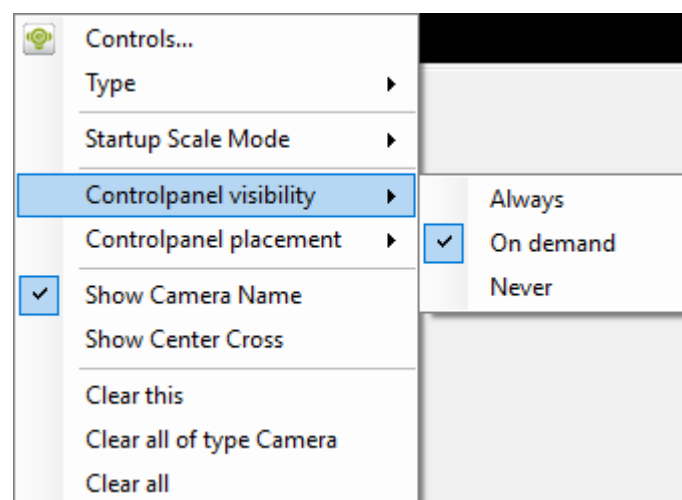 Controls...
Type
Startup Scale Mode
Controlpanel visibility
Controlpanel placement
Show Camera Name
Show Center Cross
Clear this
Clear all of type Camera
Clear all
Always
On demand
Never